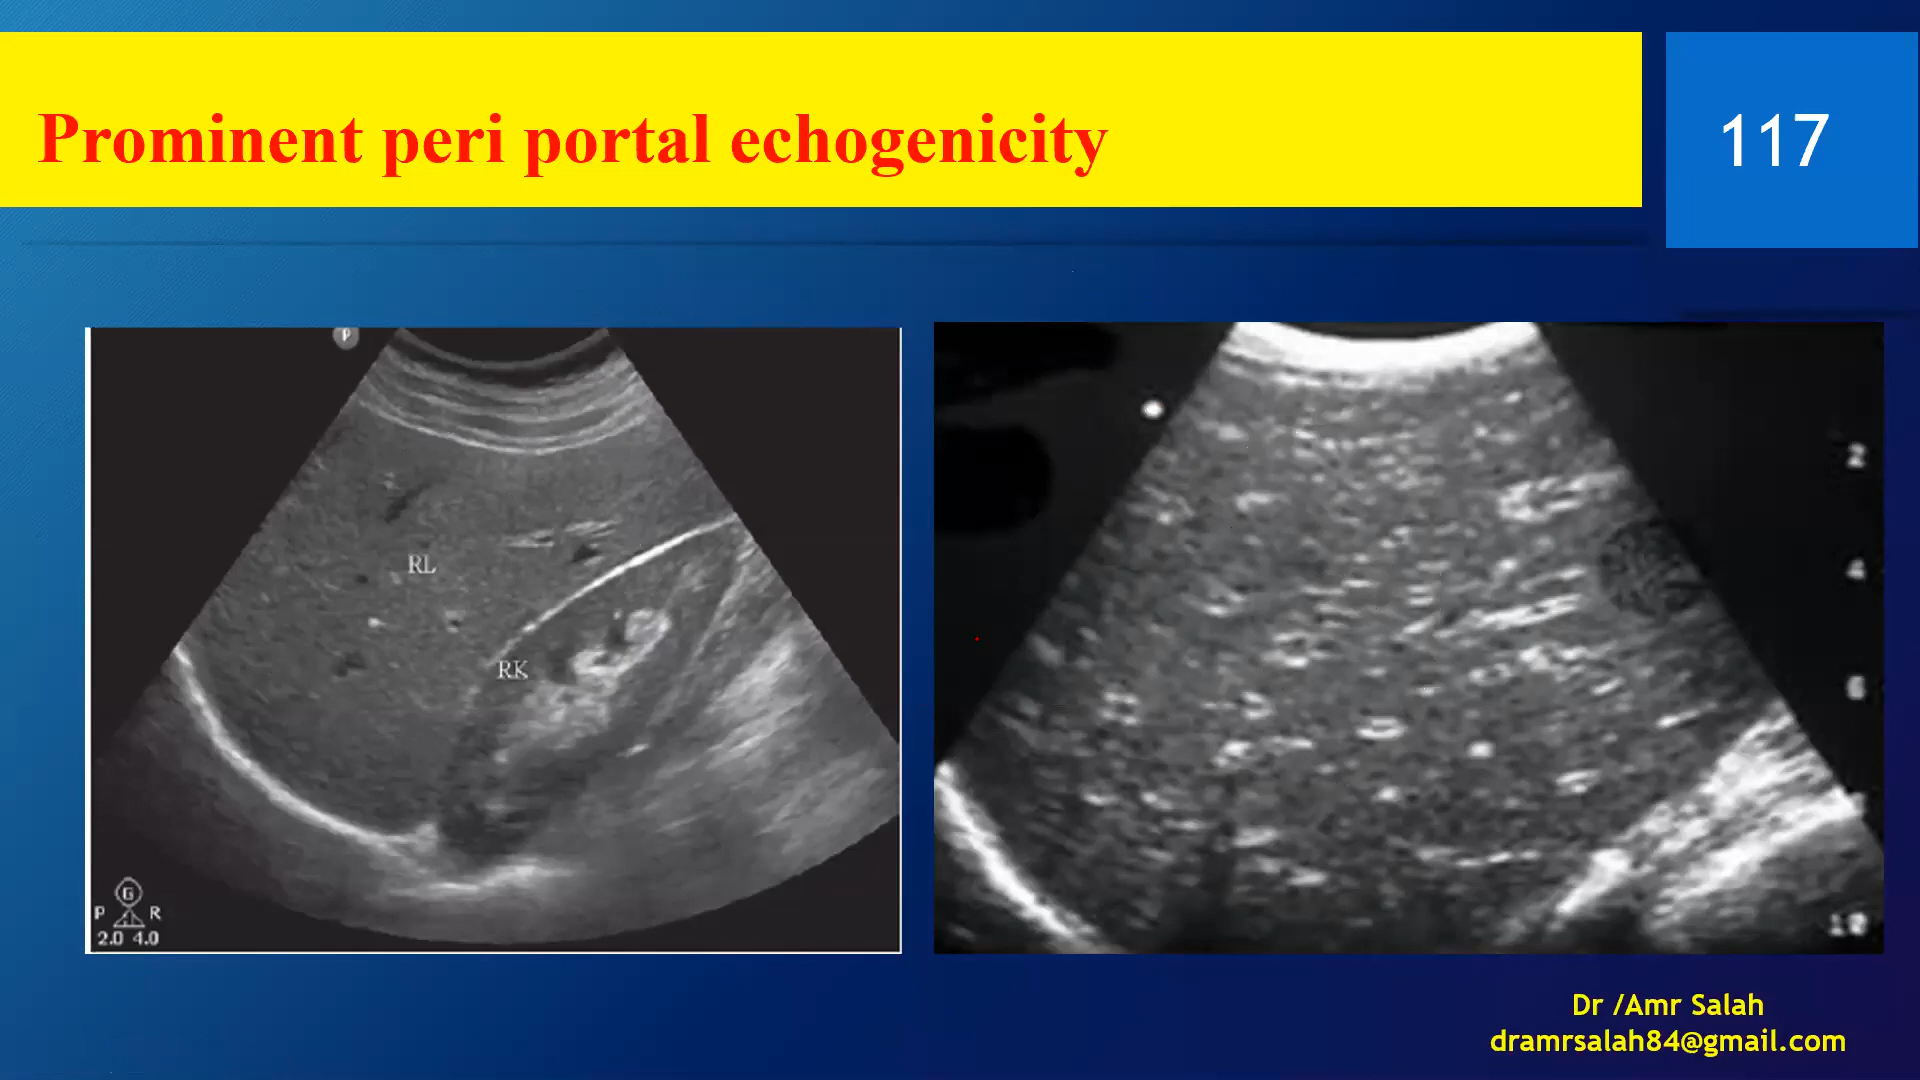 Prominent peri portal echogenicity
117
P
RL
RK
G
P R
2.0 4.0
2
4
6
10
Dr /Amr Salah
dramrsalah84@gmail.com